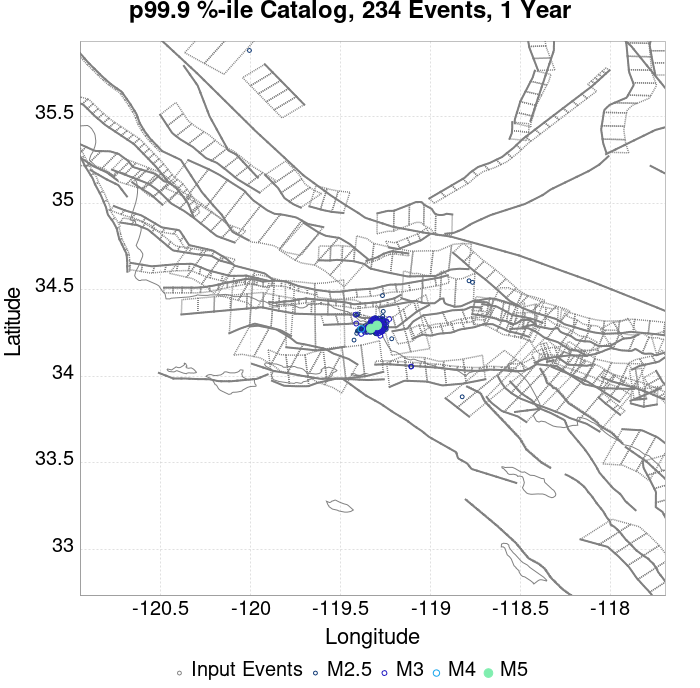 p99.9 %-ile Catalog, 234 Events, 1 Year
35.5
35
34.5
34
33.5
33
Latitude
-120.5 -120 -119.5 -119 -118.5 -118
Longitude
Input Events M2.5 M3 M4 M5